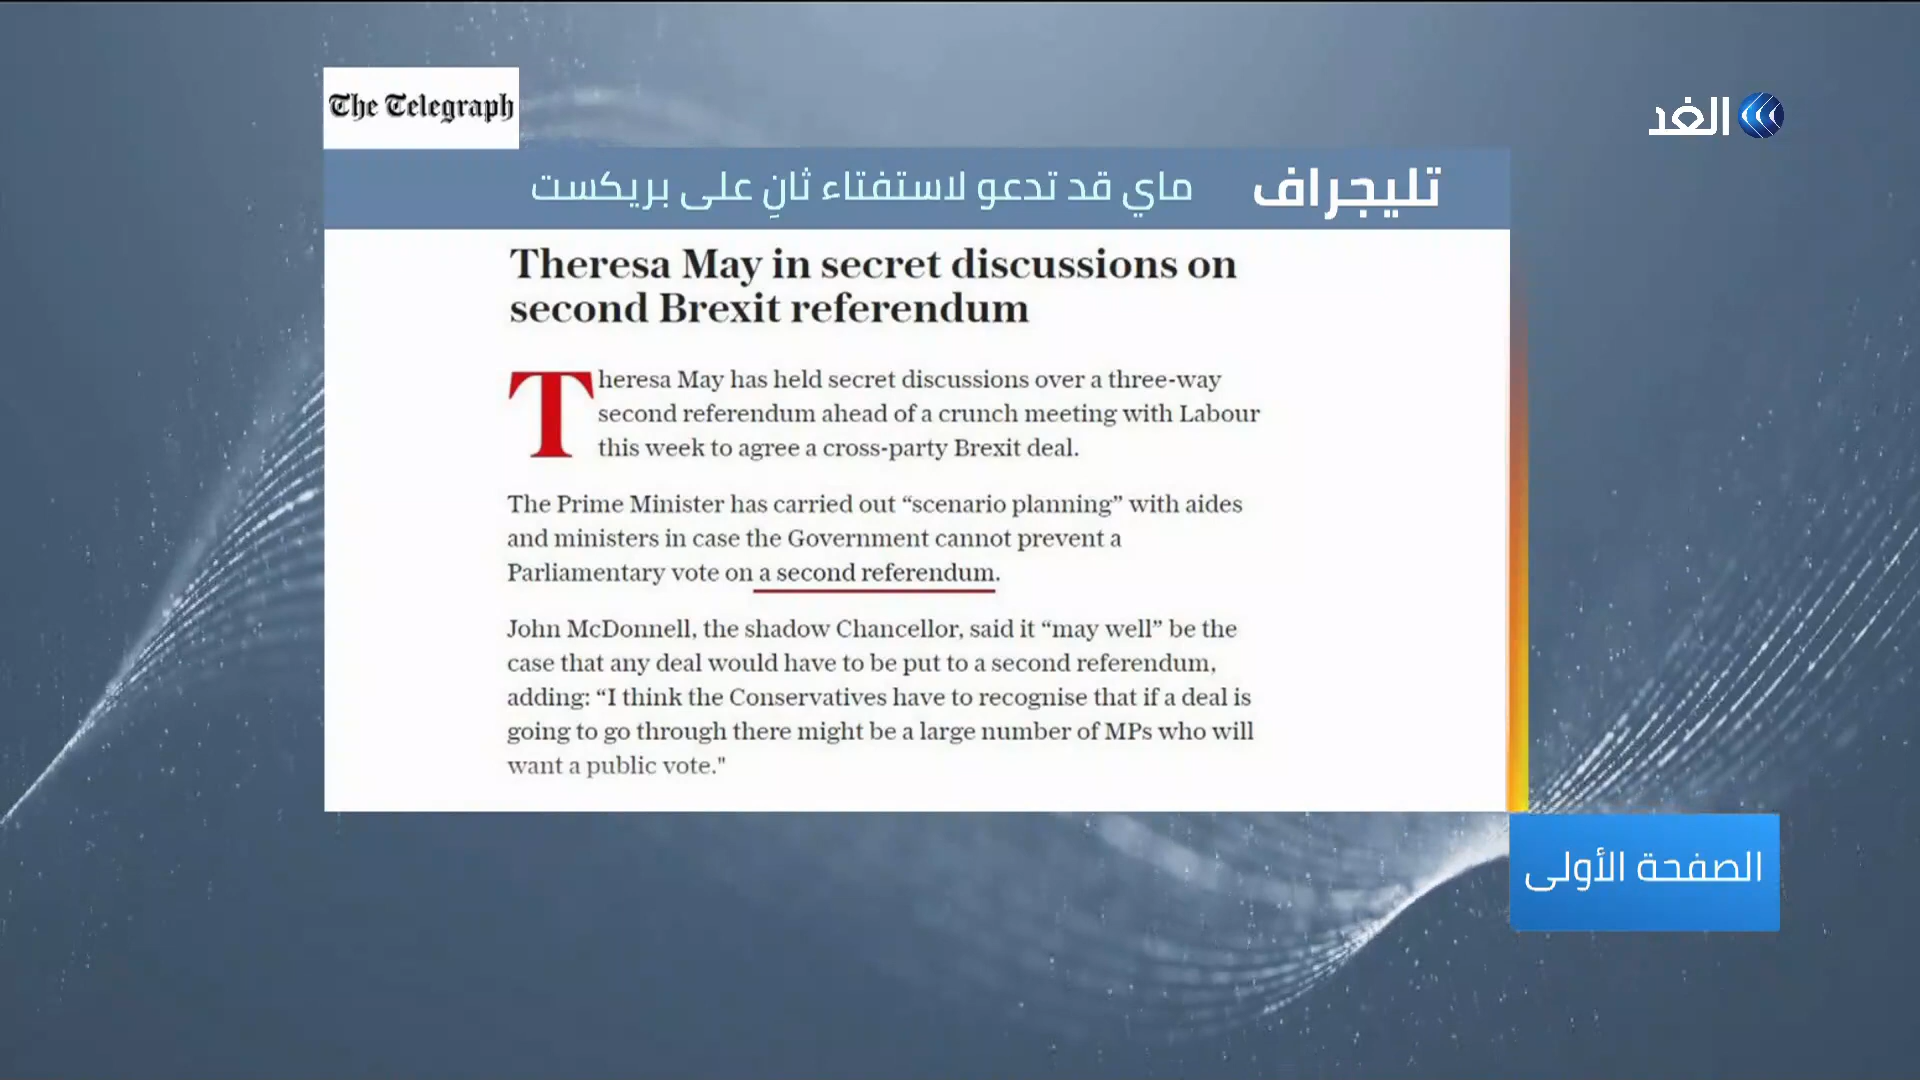 The Telegraph
الغد
تليجراف ماي قد تدعو لاستفتاء ثانِ على بريكست
Theresa May in secret discussions on
second Brexit referendum
Theresa May has held secret discussions over a three-way
second referendum ahead of a crunch meeting with Labour
this week to agree a cross-party Brexit deal.
The Prime Minister has carried out “scenario planning” with aides
and ministers in case the Government cannot prevent a
Parliamentary vote on a second referendum.
John McDonnell, the shadow Chancellor, said it “may well” be the
case that any deal would have to be put to a second referendum,
adding: “I think the Conservatives have to recognise that if a deal is
going to go through there might be a large number of MPs who will
want a public vote."
الصفحة الأولى